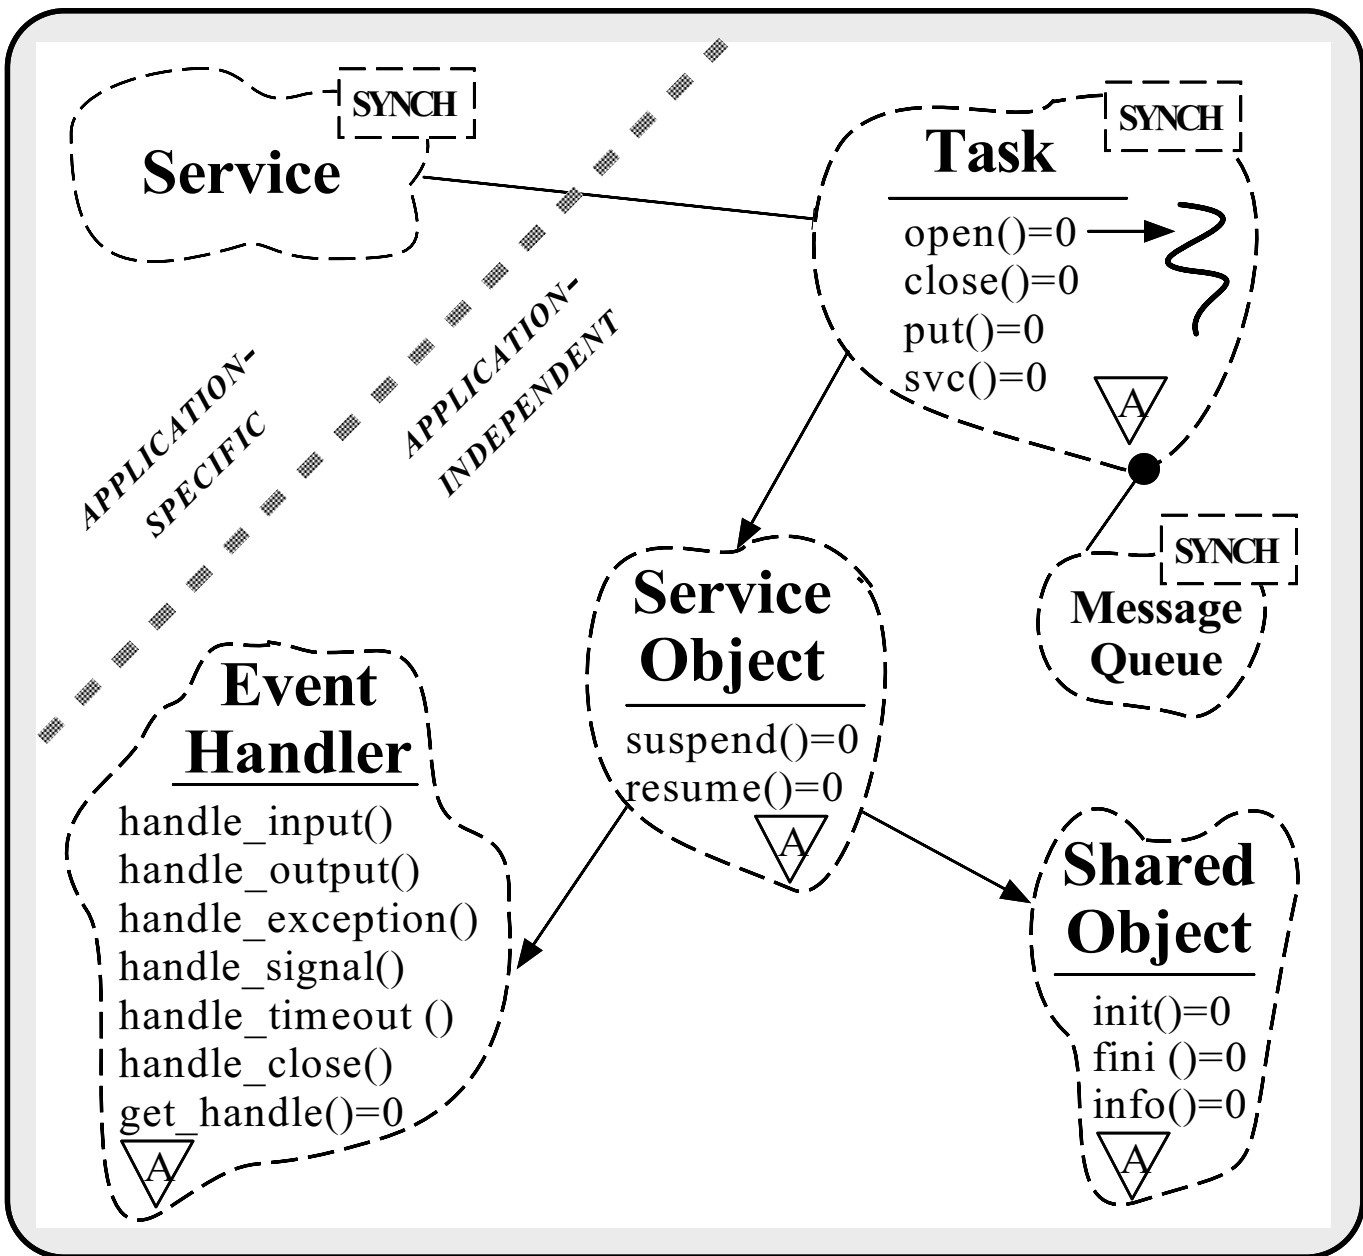 SYNCH
Service
SYNCH
Task
open()=0
close()=0
put()=0
svc()=0
A
APPLICATION-
SPECIFIC
APPLICATION-
INDEPENDENT
SYNCH
Message
Queue
Service
Object
suspend()=0
resume()=0
A
Event
Handler
handle_input()
handle_output()
handle_exception()
handle_signal()
handle_timeout ()
handle_close()
get_handle()=0
A
Shared
Object
init()=0
fini ()=0
info()=0
A